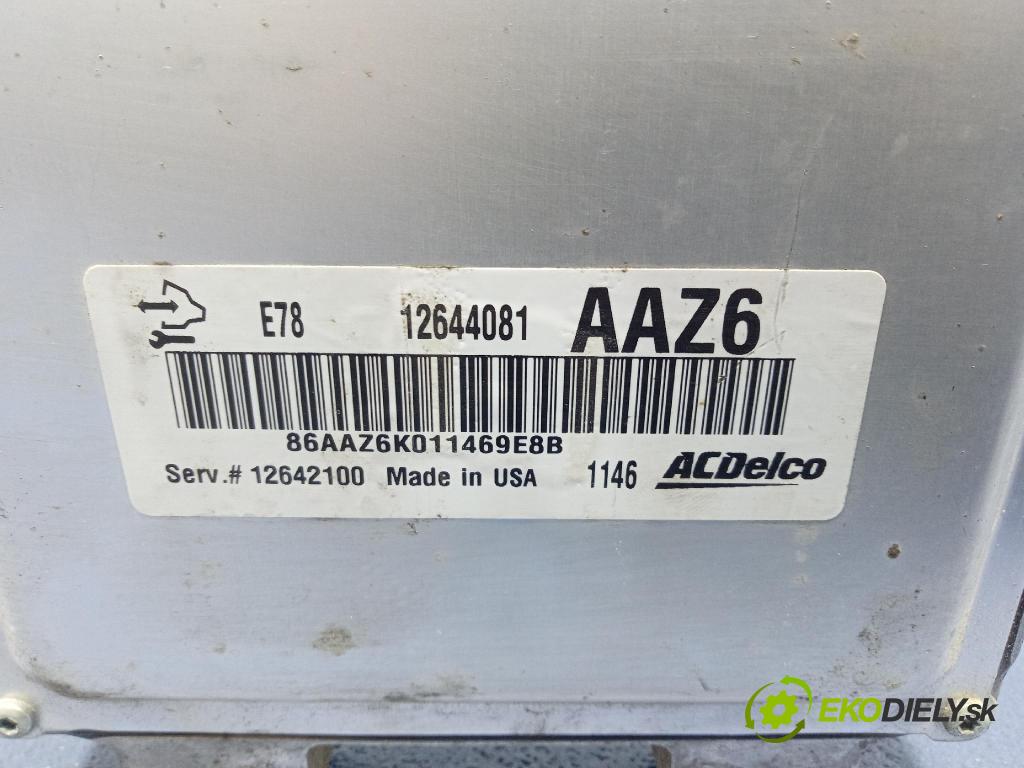 E78 12644081 AAZ6
86AAZ6K011469E8B
Serv.# 12642100 Made in USA 1146 ACDelco
EKODIELY.sk